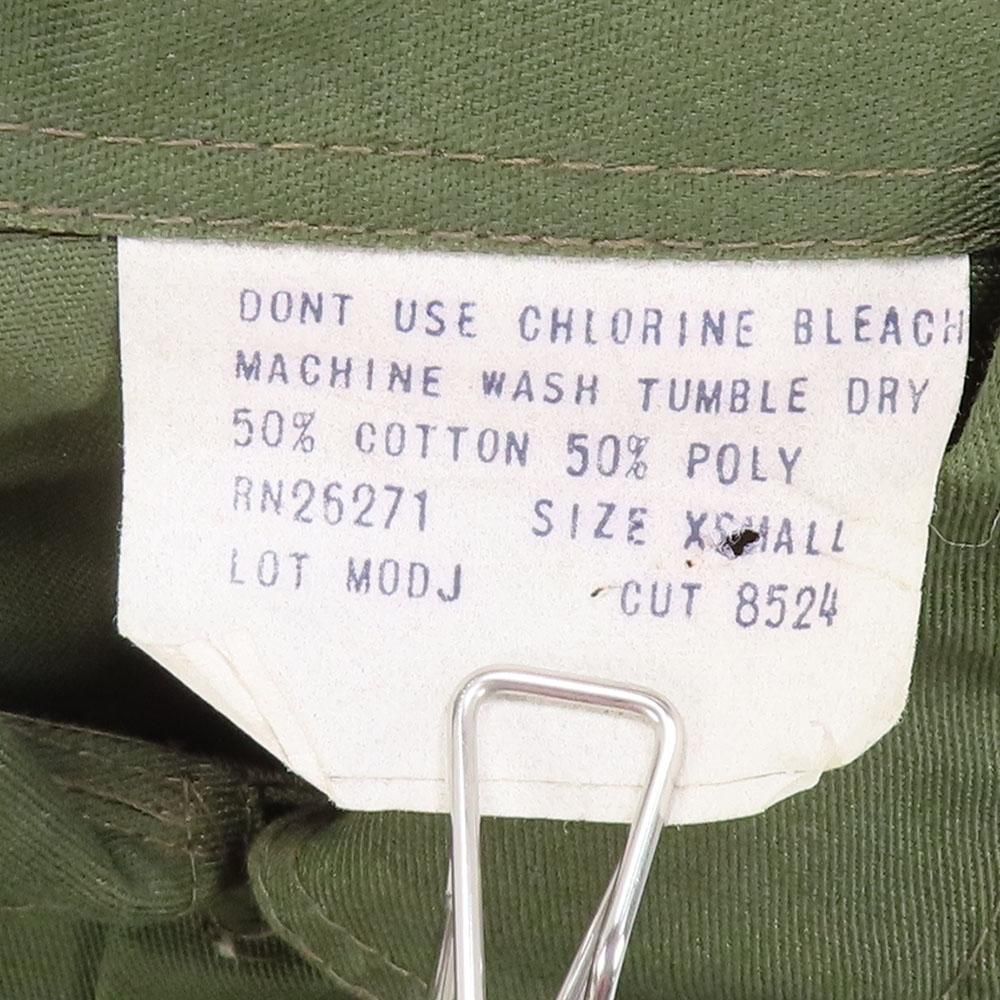 DONT USE CHLORINE BLEACH
MACHINE WASH TUMBLE DRY
50% COTTON 50% POLY
RN26271 SIZE XSMALL
LOT MODJ CUT 8524